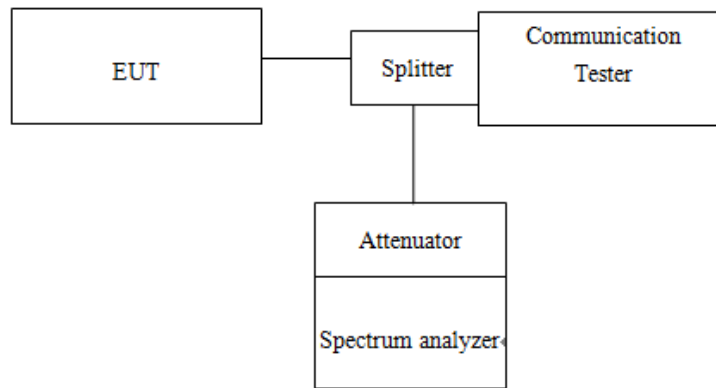 EUT
Splitter
Communication
Tester
Attenuator
Spectrum analyzer